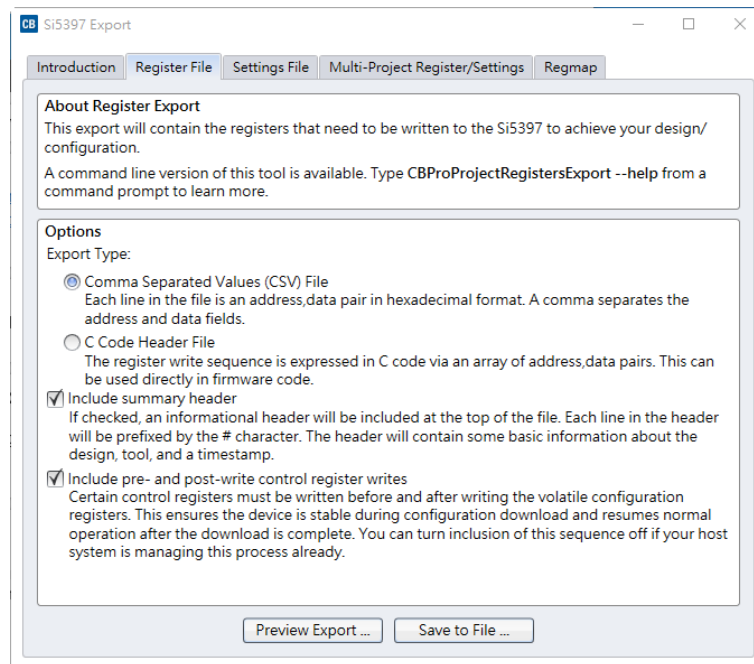 CB Si5397 Export
Introduction Register File Settings File Multi-Project Register/Settings Regmap
About Register Export
This export will contain the registers that need to be written to the Si5397 to achieve your design/
configuration.
A command line version of this tool is available. Type CBProProjectRegistersExport --help from a
command prompt to learn more.
Options
Export Type:
Comma Separated Values (CSV) File
Each line in the file is an address,data pair in hexadecimal format. A comma separates the
address and data fields.
C Code Header File
The register write sequence is expressed in C code via an array of address,data pairs. This can
be used directly in firmware code.
Include summary header
If checked, an informational header will be included at the top of the file. Each line in the header
will be prefixed by the # character. The header will contain some basic information about the
design, tool, and a timestamp.
Include pre- and post-write control register writes
Certain control registers must be written before and after writing the volatile configuration
registers. This ensures the device is stable during configuration download and resumes normal
operation after the download is complete. You can turn inclusion of this sequence off if your host
system is managing this process already.
Preview Export ... Save to File ...